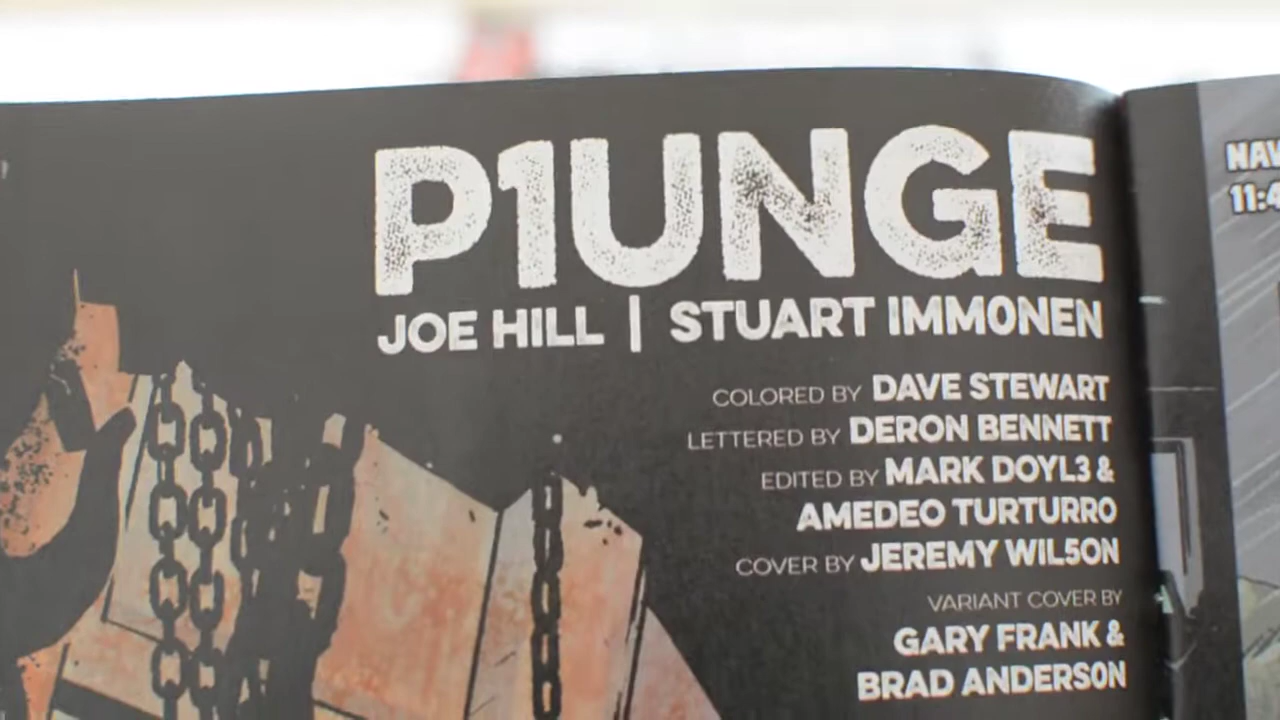 P1UNGE
JOE HILL | STUART IMM0NEN
COLORED BY DAVE STEWART
LETTERED BY DERON BENNETT
EDITED BY MARK DOYL3 &
AMEDEO TURTURRO
COVER BY JEREMY WIL5ON
VARIANT COVER BY
GARY FRANK &
BRAD ANDERS0N